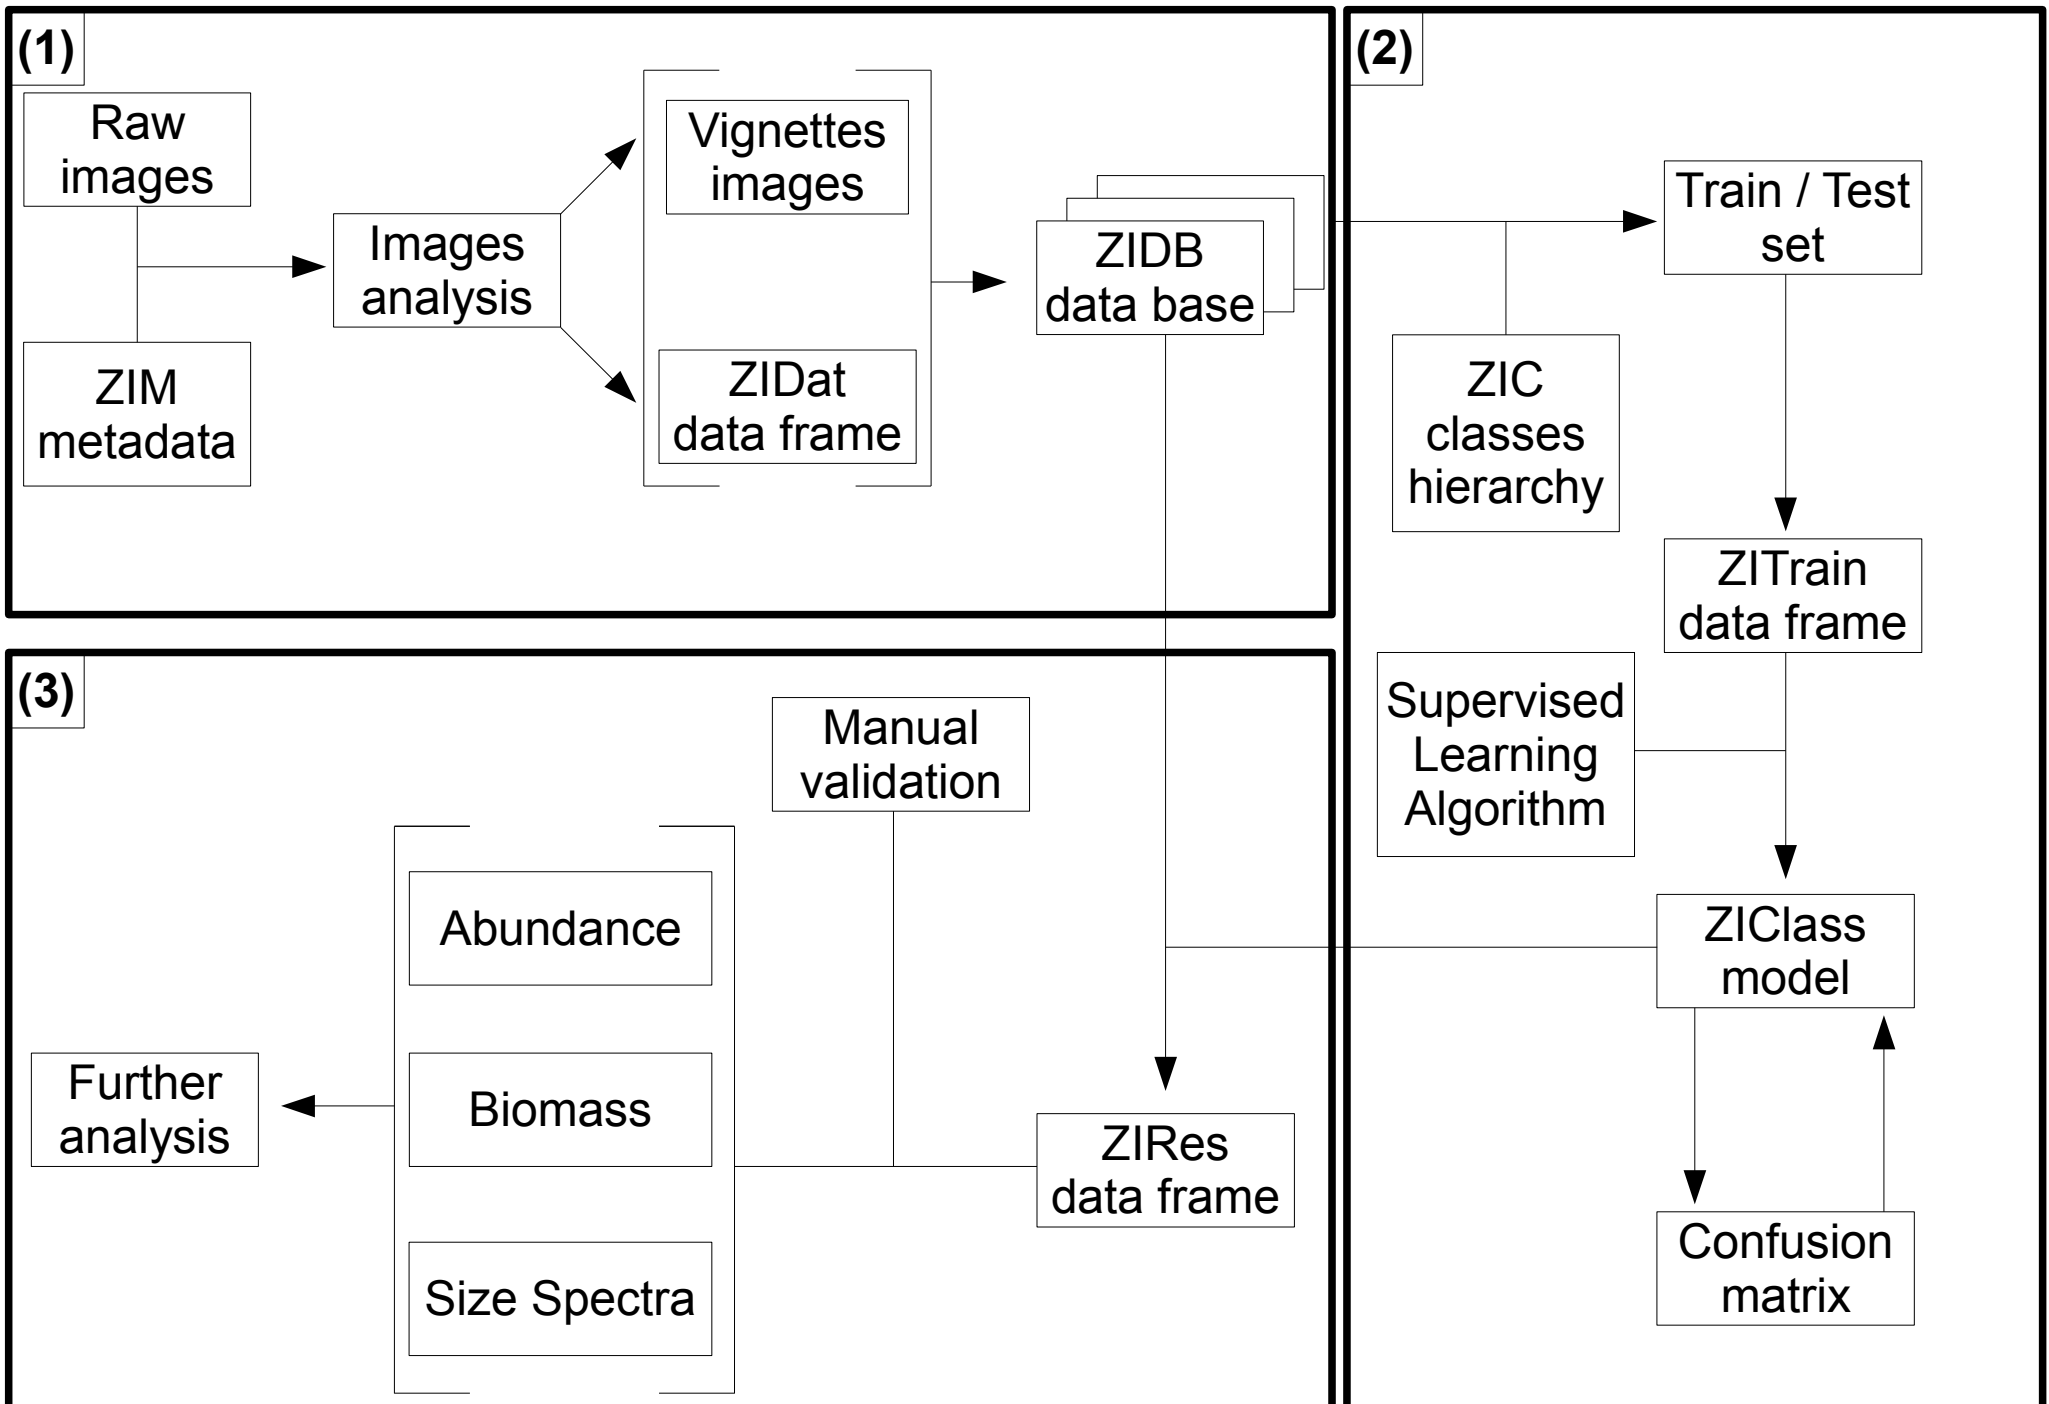 (1)
Raw
images
ZIM
metadata
Images
analysis
Vignettes
images
ZIDat
data frame
ZIDB
data base
(2)
Train / Test
set
ZIC
classes
hierarchy
ZITrain
data frame
Supervised
Learning
Algorithm
ZIClass
model
Confusion
matrix
(3)
Manual
validation
Abundance
Biomass
Size Spectra
Further
analysis
ZIRes
data frame